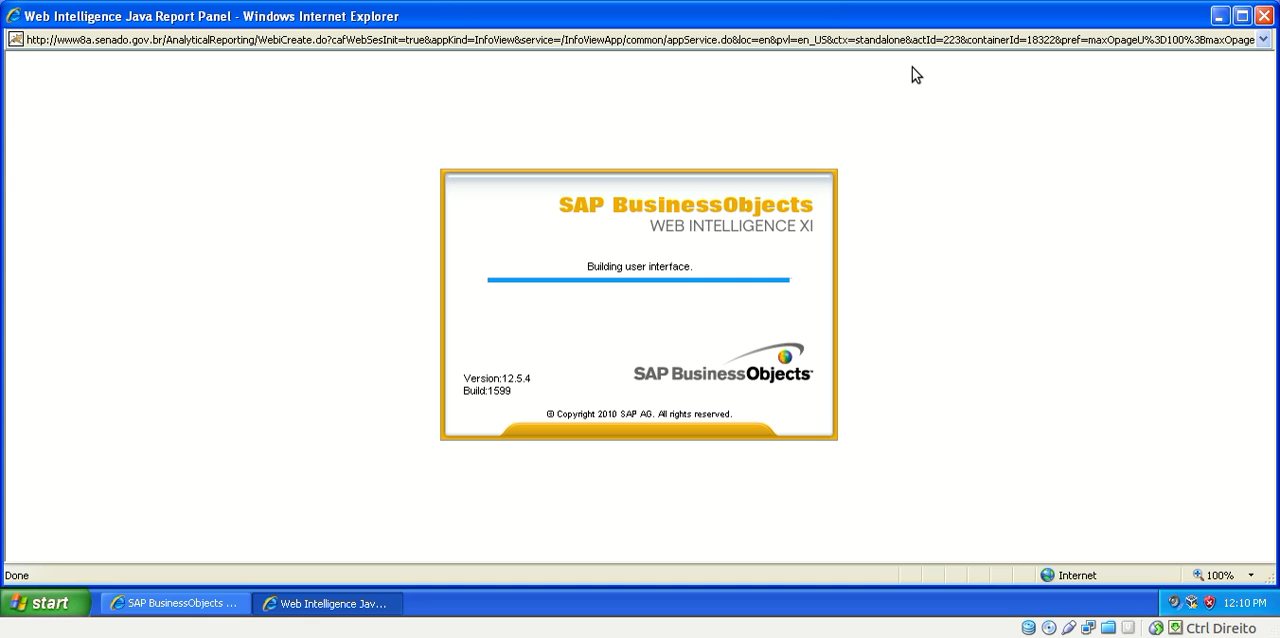 Web Intelligence Java Report Panel - Windows Internet Explorer
http://www8a.senado.gov.br/AnalyticalReporting/WebiCreate.do?cafWebSesInit=true&appKind=InfoView&service=/InfoViewApp/common/appService.do&loc=en&pvl=en_US&ctx=standalone&actId=223&containerId=18322&pref=maxOpageU%3D100%3BmaxOpage
SAP BusinessObjects
WEB INTELLIGENCE XI
Building user interface.
SAP BusinessObjects
Version:12.5.4
Build:1599
© Copyright 2010 SAP AG. All rights reserved.
Done
Internet
100%
start
SAP BusinessObjects ...
Web Intelligence Jav...
12:10 PM
Ctrl Direito